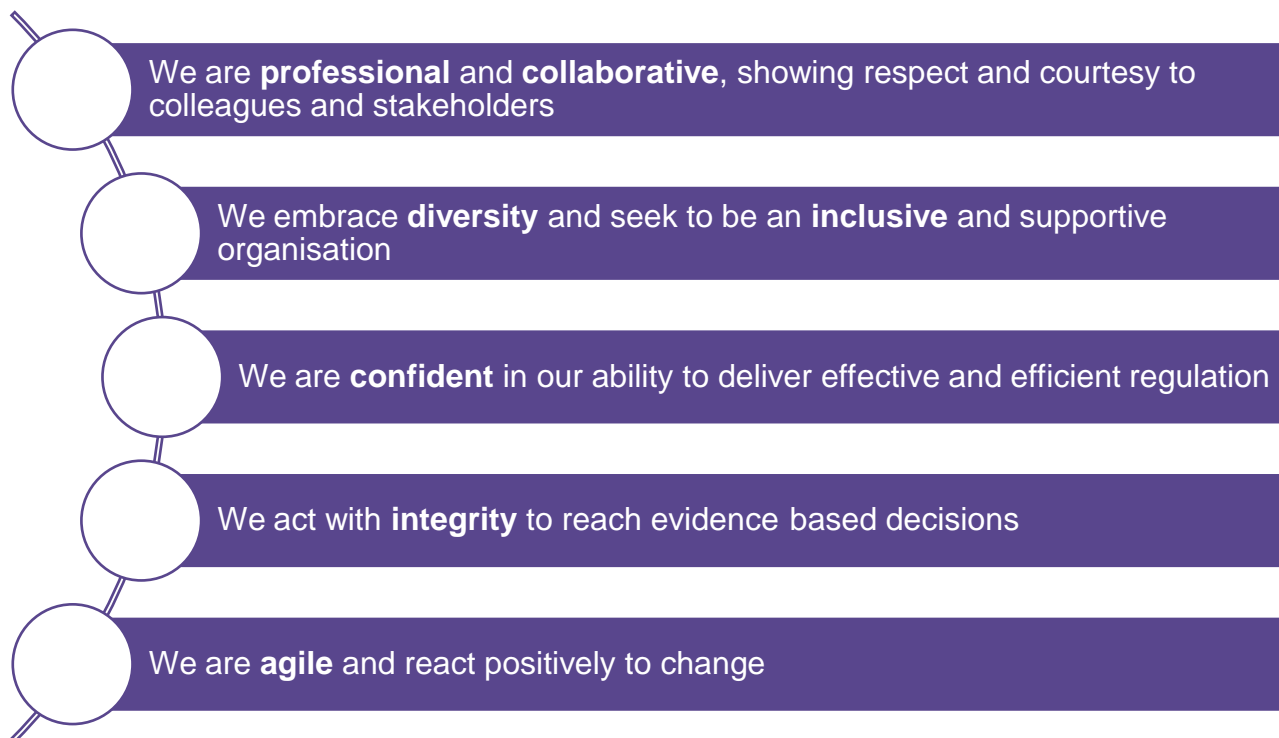 We are professional and collaborative, showing respect and courtesy to
colleagues and stakeholders
We embrace diversity and seek to be an inclusive and supportive
organisation
We are confident in our ability to deliver effective and efficient regulation
We act with integrity to reach evidence based decisions
We are agile and react positively to change